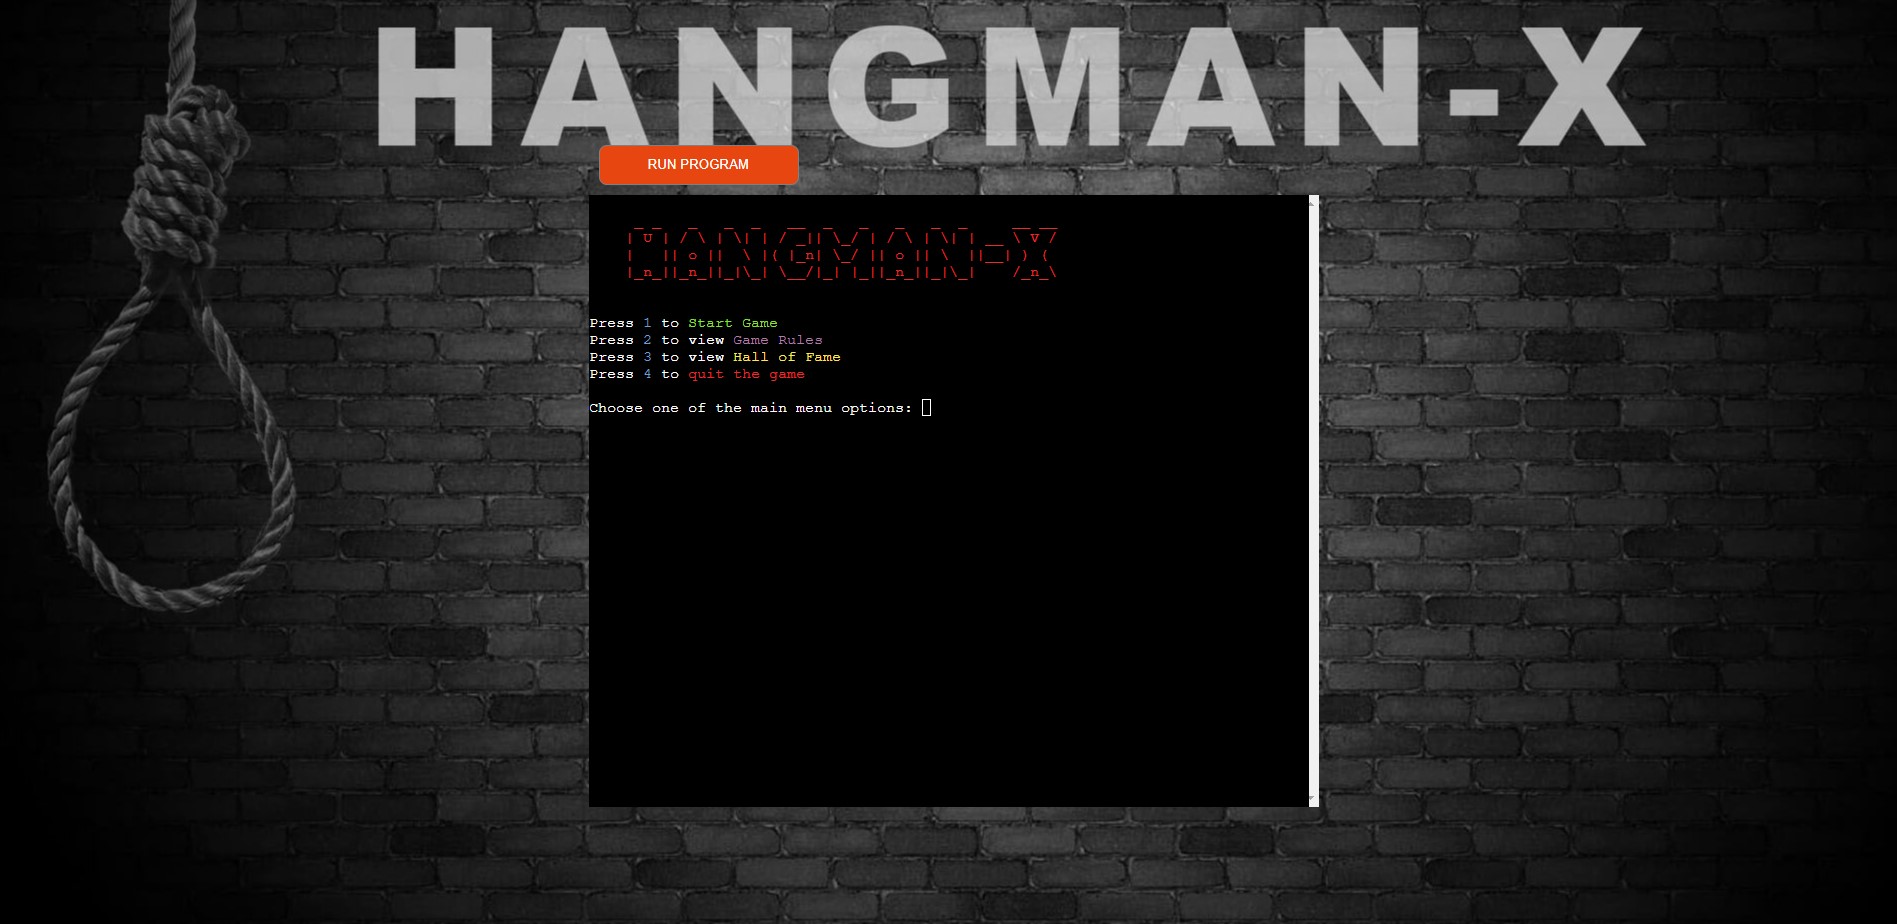 HANGMAN-X
RUN PROGRAM
HANGMAN-X
Press 1 to Start Game
Press 2 to view Game Rules
Press 3 to view Hall of Fame
Press 4 to quit the game
Choose one of the main menu options: